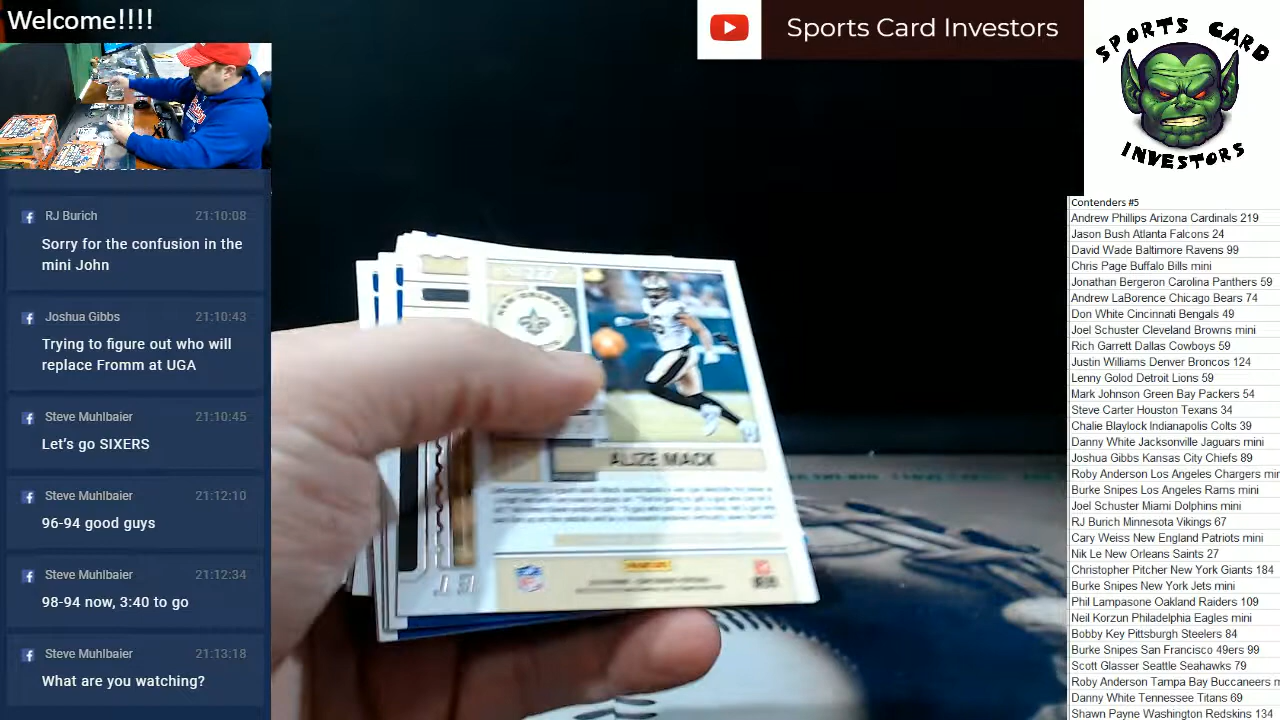 Welcome!!!!
Sports Card Investors
SPORTS CARD
INVESTORS
RJ Burich 21:10:08
Sorry for the confusion in the
mini John
Joshua Gibbs 21:10:43
Trying to figure out who will
replace Fromm at UGA
Steve Muhlbaier 21:10:45
Let's go SIXERS
Steve Muhlbaier 21:12:10
96-94 good guys
Steve Muhlbaier 21:12:34
98-94 now, 3:40 to go
Steve Muhlbaier 21:13:18
What are you watching?
NEW ORLEANS
ALIZE MACK
PANINI
Contenders #5
Andrew Phillips Arizona Cardinals 219
Jason Bush Atlanta Falcons 24
David Wade Baltimore Ravens 99
Chris Page Buffalo Bills mini
Jonathan Bergeron Carolina Panthers 59
Andrew LaBorence Chicago Bears 74
Don White Cincinnati Bengals 49
Joel Schuster Cleveland Browns mini
Rich Garrett Dallas Cowboys 59
Justin Williams Denver Broncos 124
Lenny Golod Detroit Lions 59
Mark Johnson Green Bay Packers 54
Steve Carter Houston Texans 34
Chalie Blaylock Indianapolis Colts 39
Danny White Jacksonville Jaguars mini
Joshua Gibbs Kansas City Chiefs 89
Roby Anderson Los Angeles Chargers min
Burke Snipes Los Angeles Rams mini
Joel Schuster Miami Dolphins mini
RJ Burich Minnesota Vikings 67
Cary Weiss New England Patriots mini
Nik Le New Orleans Saints 27
Christopher Pitcher New York Giants 184
Burke Snipes New York Jets mini
Phil Lampasone Oakland Raiders 109
Neil Korzun Philadelphia Eagles mini
Bobby Key Pittsburgh Steelers 84
Burke Snipes San Francisco 49ers 99
Scott Glasser Seattle Seahawks 79
Roby Anderson Tampa Bay Buccaneers m
Danny White Tennessee Titans 69
Shawn Payne Washington Redskins 134